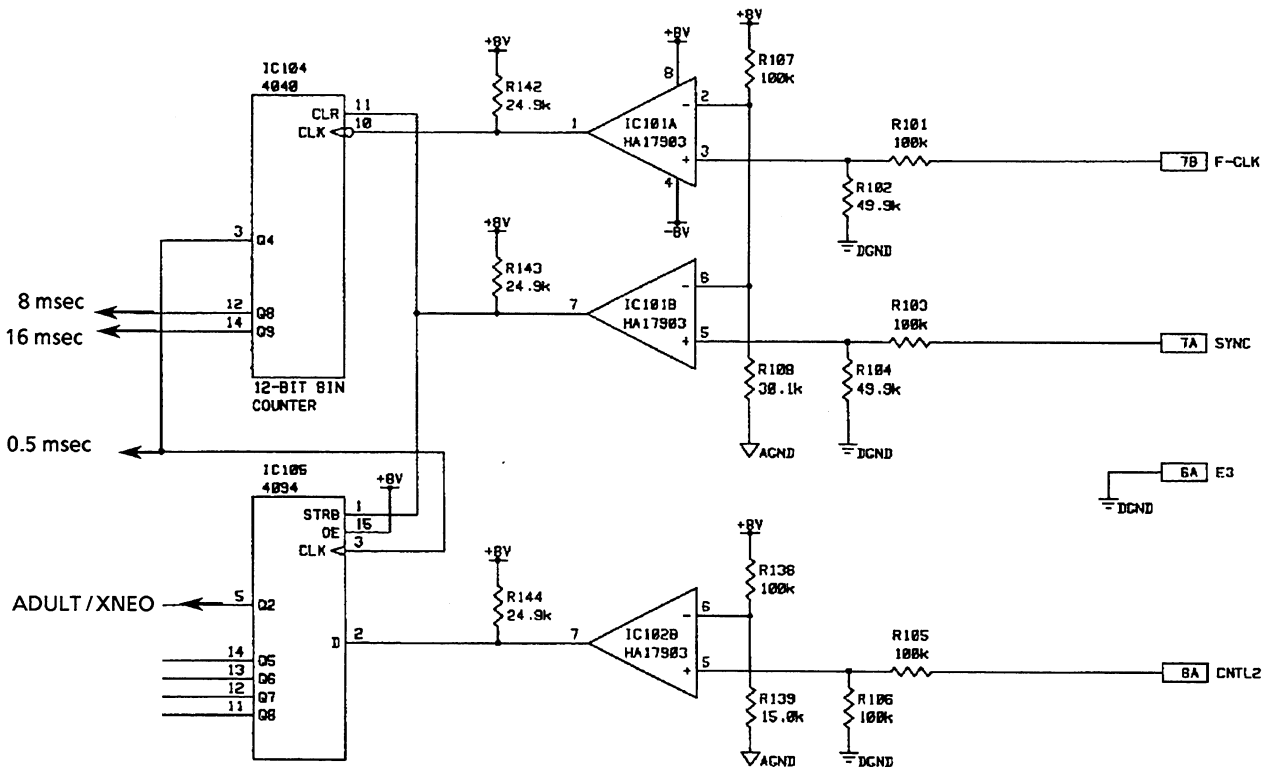 +8V
+8V
+8V
IC104
4040
R107
100k
R142
24.9k
8
11
CLR
10
CLK
1
IC101A
HA17903
-
2
+
3
4
-8V
R101
100k
7B F-CLK
R102
49.9k
DGND
+8V
3
Q4
R143
24.9k
8 msec
12
Q8
14
Q9
16 msec
7
IC101B
HA17903
-
6
+
5
R103
100k
7A SYNC
R108
30.1k
R104
49.9k
12-BIT BIN
COUNTER
0.5 msec
AGND
DGND
IC105
4094
+8V
6A E3
DGND
STRB
1
OE
15
CLK
3
+8V
+8V
R138
100k
ADULT/XNEO
5
Q2
R144
24.9k
D
2
7
IC102B
HA17903
-
6
+
5
R105
100k
8A CNTL2
14
Q5
13
Q6
12
Q7
11
Q8
R139
15.0k
R106
100k
AGND
DGND